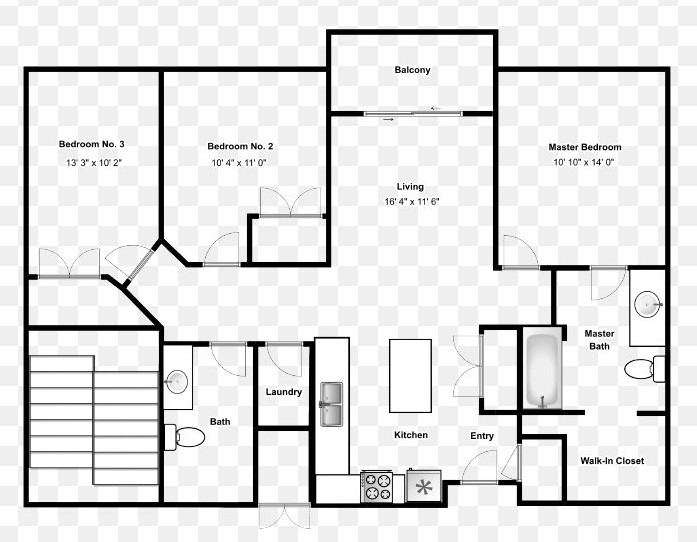 Balcony
Bedroom No. 3
13' 3" x 10' 2"
Bedroom No. 2
10' 4" x 11' 0"
Living
16' 4" x 11' 6"
Master Bedroom
10' 10" x 14' 0"
Master
Bath
Laundry
Bath
Kitchen
Entry
Walk-In Closet